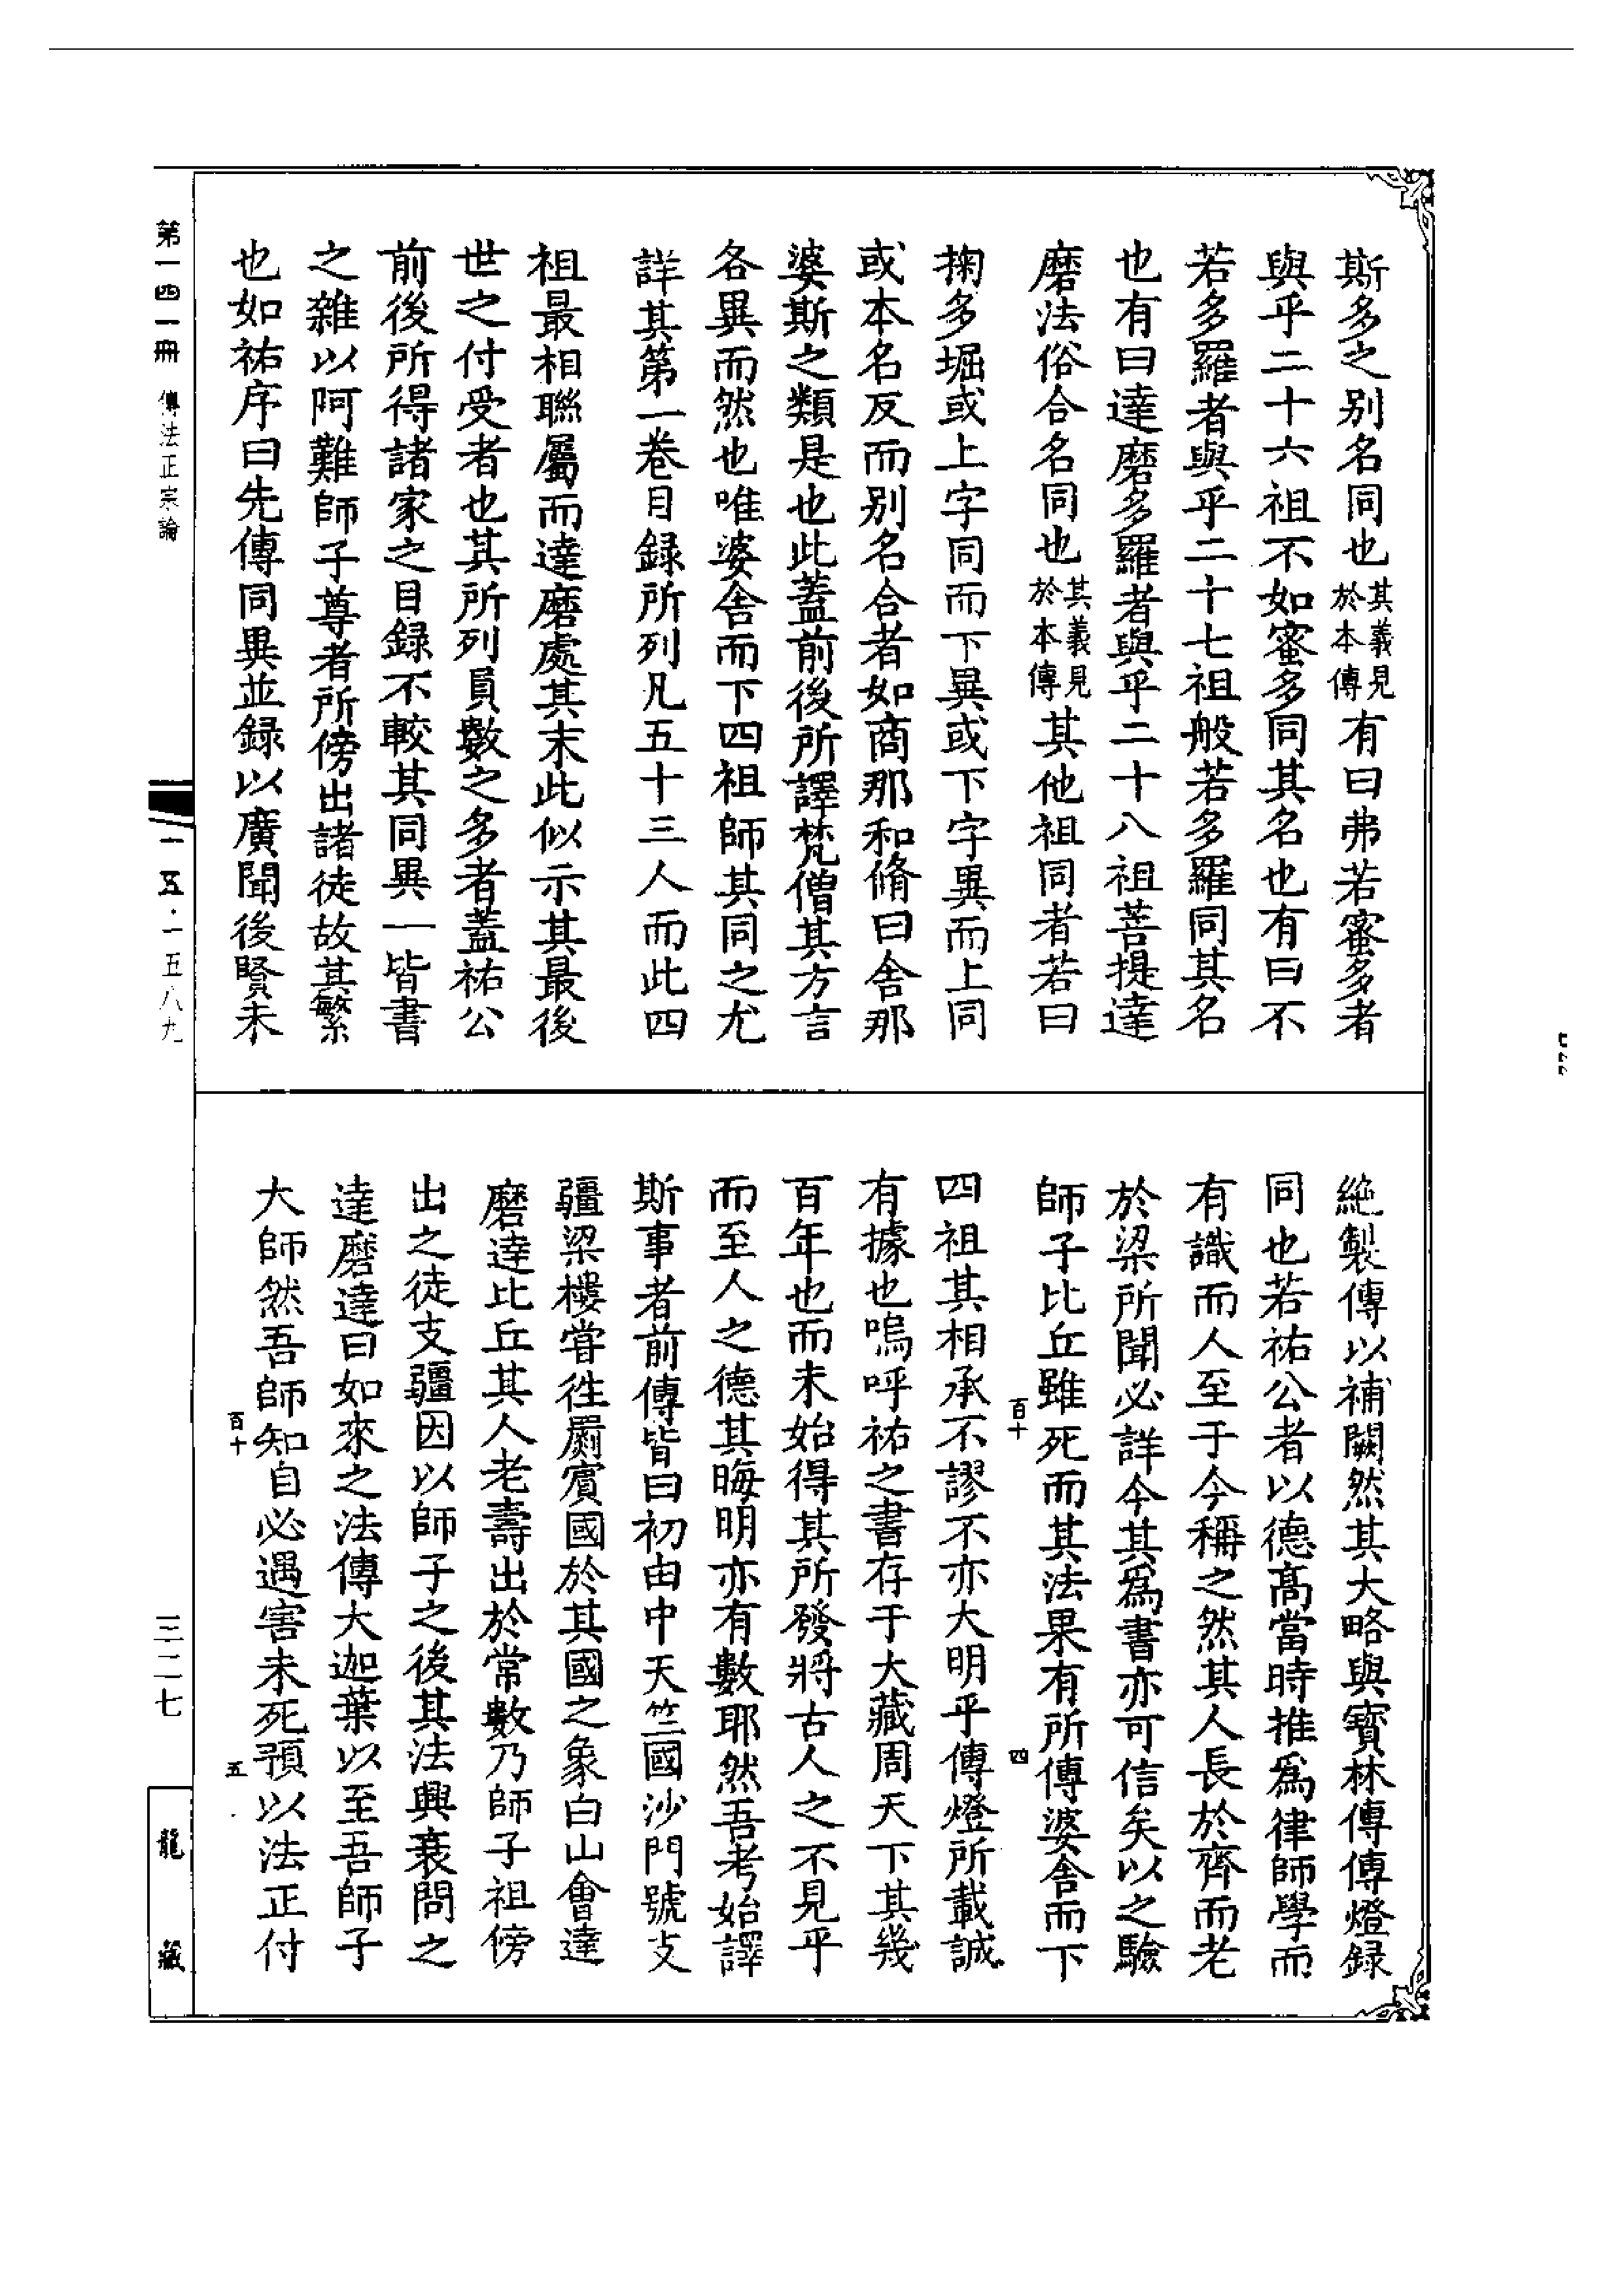 斯多之别名同也其義見於本傳有曰弗若蜜多者
與乎二十六祖不如蜜多同其名也有曰不
若多羅者與乎二十七祖般若多羅同其名
也有曰達磨多羅者與乎二十八祖菩提達
磨法俗合名同也其義見於本傳其他祖同者若曰
掬多堀或上字同而下異或下字異而上同
或本名反而别名合者如商那和脩曰舍那
婆斯之類是也此蓋前後所譯梵僧其方言
各異而然也唯婆舍而下四祖師其同之尤
詳其第一卷目録所列凡五十三人而此四
祖最相聯屬而達磨處其末此似示其最後
世之付受者也其所列員數之多者蓋祐公
前後所得諸家之目録不較其同異一皆書
之雜以阿難師子尊者所傍出諸徒故其繁
也如祐序曰先傳同異並録以廣聞後賢未
絶製傳以補闕然其大略與寶林傳傳燈録
同也若祐公者以德髙當時推爲律師學而
有識而人至于今稱之然其人長於齊而老
於梁所聞必詳今其爲書亦可信矣以之驗
師子比丘雖死而其法果有所傳婆舍而下
百十 四
四祖其相承不謬不亦大明乎傳燈所載誠
有據也嗚呼祐之書存于大藏周天下其幾
百年也而未始得其所發將古人之不見乎
而至人之德其晦明亦有數耶然吾考始譯
斯事者前傳皆曰初由中天竺國沙門號支
疆梁樓甞徃罽賓國於其國之象白山會達
磨達比丘其人老壽出於常數乃師子祖傍
出之徒支疆因以師子之後其法興衰問之
達磨達曰如來之法傳大迦葉以至吾師子
大師然吾師知自必遇害未死預以法正付
百十 五
第一四一冊 傳法正宗論
一五·一五八九
三二七
龍藏